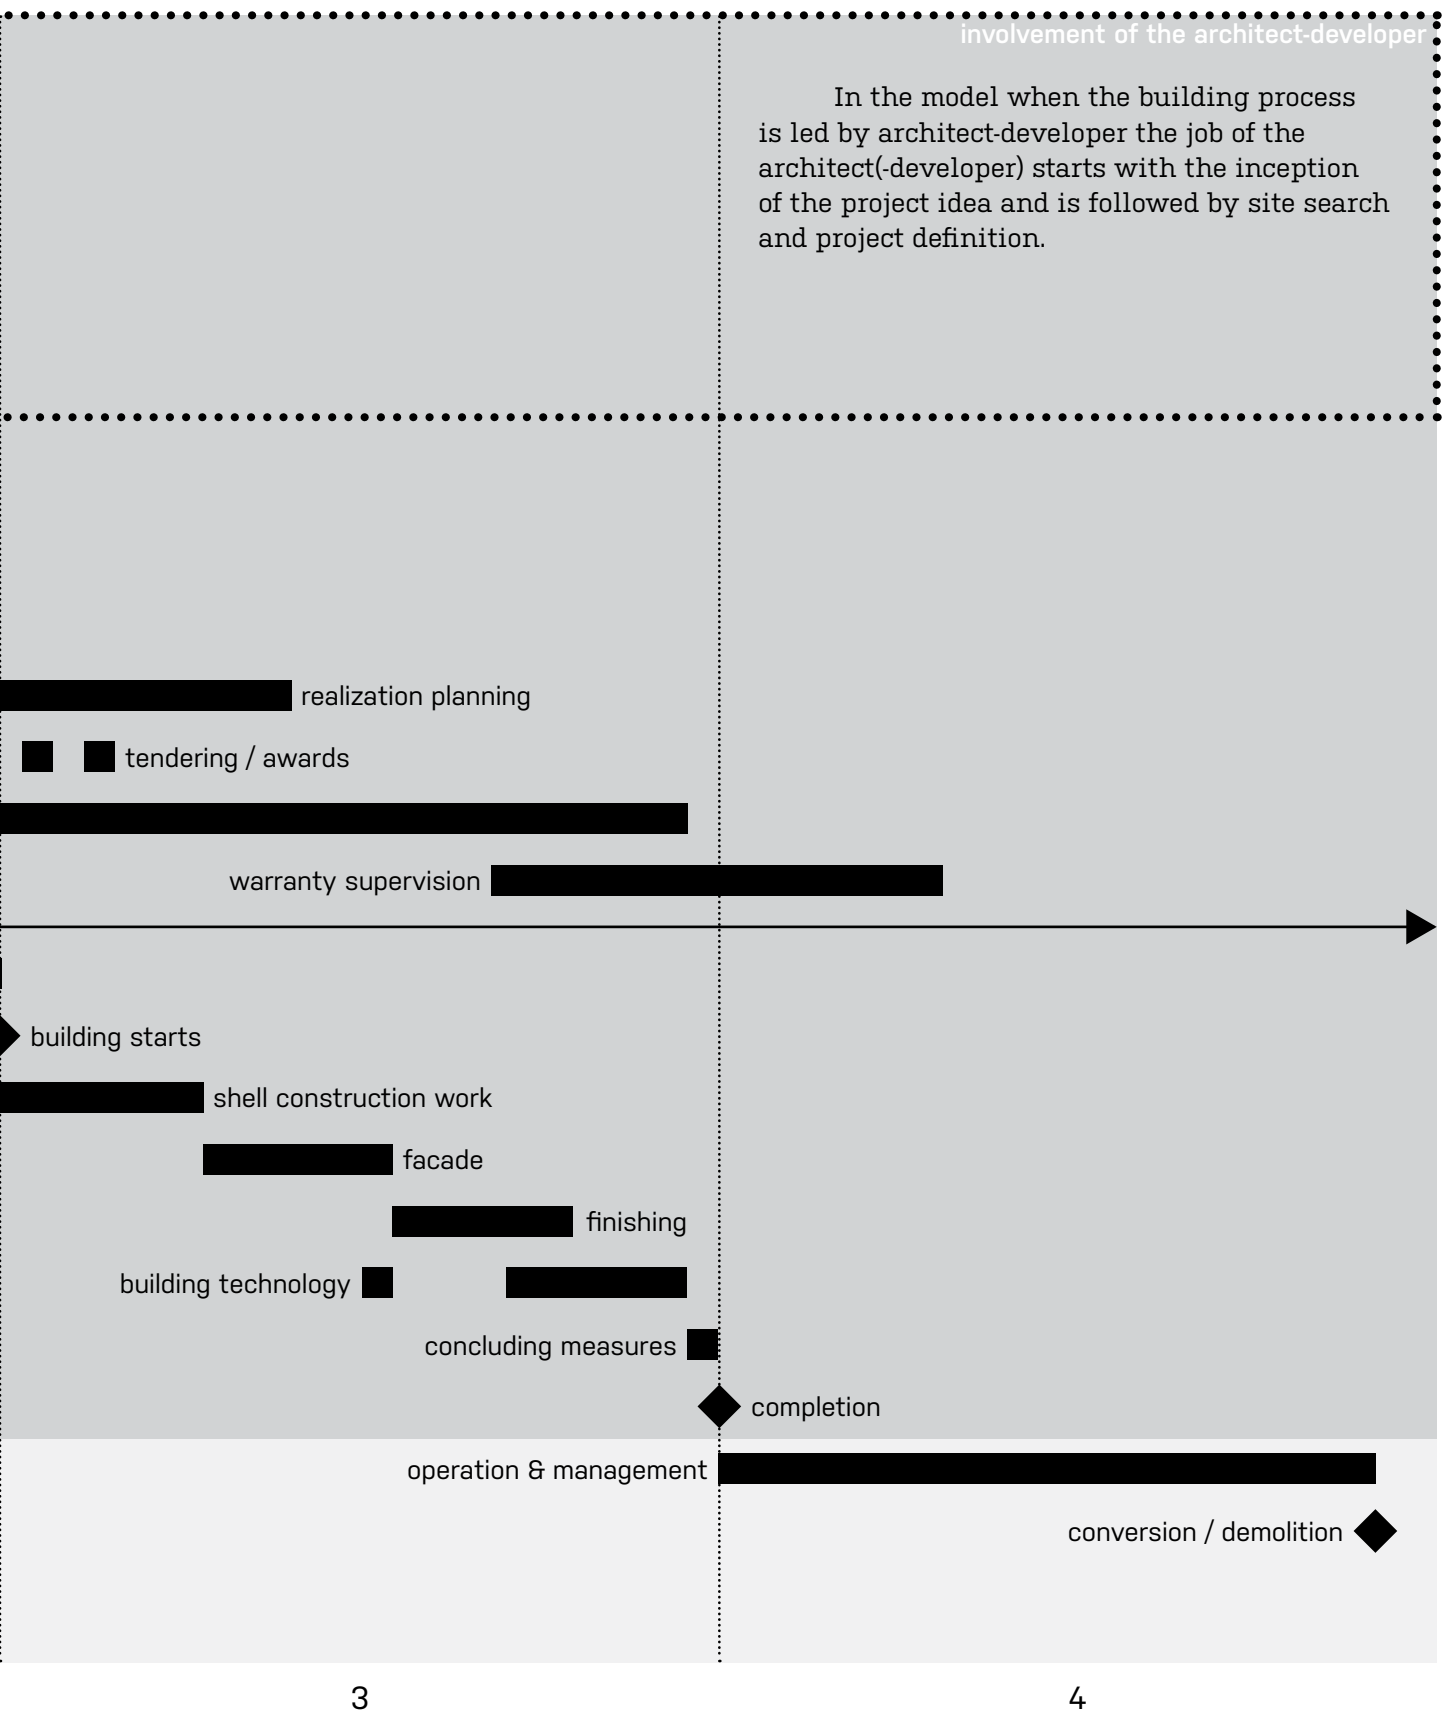 involvement of the architect-developer
In the model when the building process
is led by architect-developer the job of the
architect(-developer) starts with the inception
of the project idea and is followed by site search
and project definition.
realization planning
tendering / awards
warranty supervision
building starts
shell construction work
facade
finishing
building technology
concluding measures
completion
operation & management
conversion / demolition
3
4